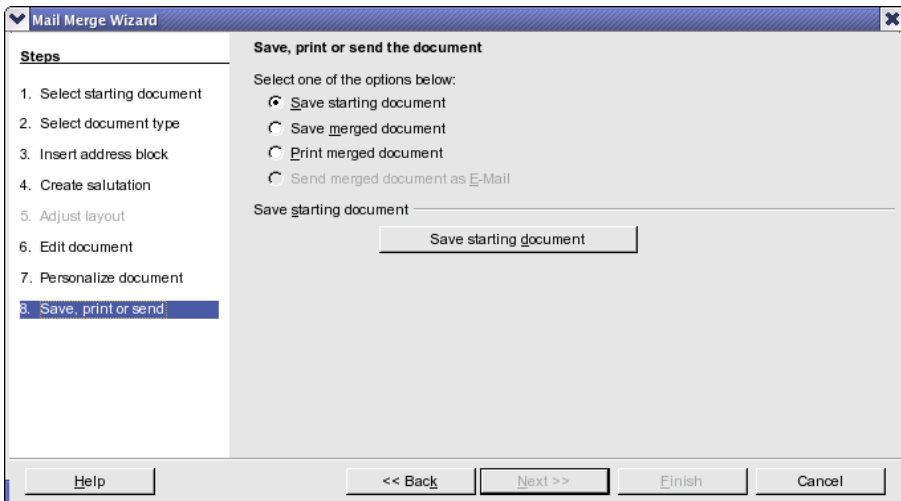 Mail Merge Wizard
Steps
1. Select starting document
2. Select document type
3. Insert address block
4. Create salutation
5. Adjust layout
6. Edit document
7. Personalize document
8. Save, print or send
Save, print or send the document
Select one of the options below:
Save starting document
Save merged document
Print merged document
Send merged document as E-Mail
Save starting document
Save starting document
Help
<< Back
Next >>
Finish
Cancel